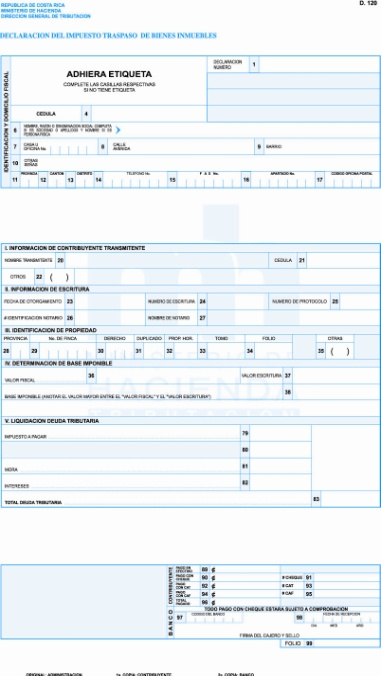 REPUBLICA DE COSTA RICA
D. 120
MINISTERIO DE HACIENDA
DIRECCION GENERAL DE TRIBUTACION
DECLARACION DEL IMPUESTO TRASPASO DE BIENES INMUEBLES
IDENTIFICACION Y DOMICILIO FISCAL
ADHIERA ETIQUETA
COMPLETE LAS CASILLAS RESPECTIVAS
SI NO TIENE ETIQUETA
DECLARACION
NUMERO 1
CEDULA 4
6 NOMBRE, RAZON O DENOMINACION SOCIAL COMPLETA
SI ES SOCIEDAD O APELLIDOS Y NOMBRE SI ES
PERSONA FISICA
7 CASA U
OFICINA No.
8 CALLE
AVENIDA
9 BARRIO
10 OTRAS
SEÑAS
PROVINCIA CANTON DISTRITO TELEFONO No. F A X No. APARTADO No. CODIGO OFICINA POSTAL
11 12 13 14 15 16 17
I. INFORMACION DE CONTRIBUYENTE TRANSMITENTE
NOMBRE TRANSMITENTE 20 CEDULA 21
OTROS 22 ( )
II. INFORMACION DE ESCRITURA
FECHA DE OTORGAMIENTO 23 NUMERO DE ESCRITURA 24 NUMERO DE PROTOCOLO 25
# IDENTIFICACION NOTARIO 26 NOMBRE DE NOTARIO 27
III. IDENTIFICACION DE PROPIEDAD
PROVINCIA No. DE FINCA DERECHO DUPLICADO PROP. HOR. TOMO FOLIO OTRAS
28 29 30 31 32 33 34 35 ( )
IV. DETERMINACION DE BASE IMPONIBLE
VALOR FISCAL 36 VALOR ESCRITURA 37
BASE IMPONIBLE (ANOTAR EL VALOR MAYOR ENTRE EL "VALOR FISCAL" Y EL "VALOR ESCRITURA") 38
HACIENDA
V. LIQUIDACION DEUDA TRIBUTARIA
IMPUESTO A PAGAR 79
80
MORA 81
INTERESES 82
TOTAL DEUDA TRIBUTARIA 83
CONTRIBUYENTE
PAGO EN
EFECTIVO 89 ¢
PAGO CON
CHEQUE 90 ¢ # CHEQUE 91
PAGO
CON CAT 92 ¢ # CAT 93
PAGO
CON CAF 94 ¢ # CAF 95
TOTAL
PAGADO 96 ¢
TODO PAGO CON CHEQUE ESTARA SUJETO A COMPROBACION
BANCO
97 CODIGO DEL BANCO 98 FECHA DE RECEPCION
DIA MES AÑO
FIRMA DEL CAJERO Y SELLO
FOLIO 99
ORIGINAL: ADMINISTRACION 1a. COPIA: CONTRIBUYENTE 2a. COPIA: BANCO